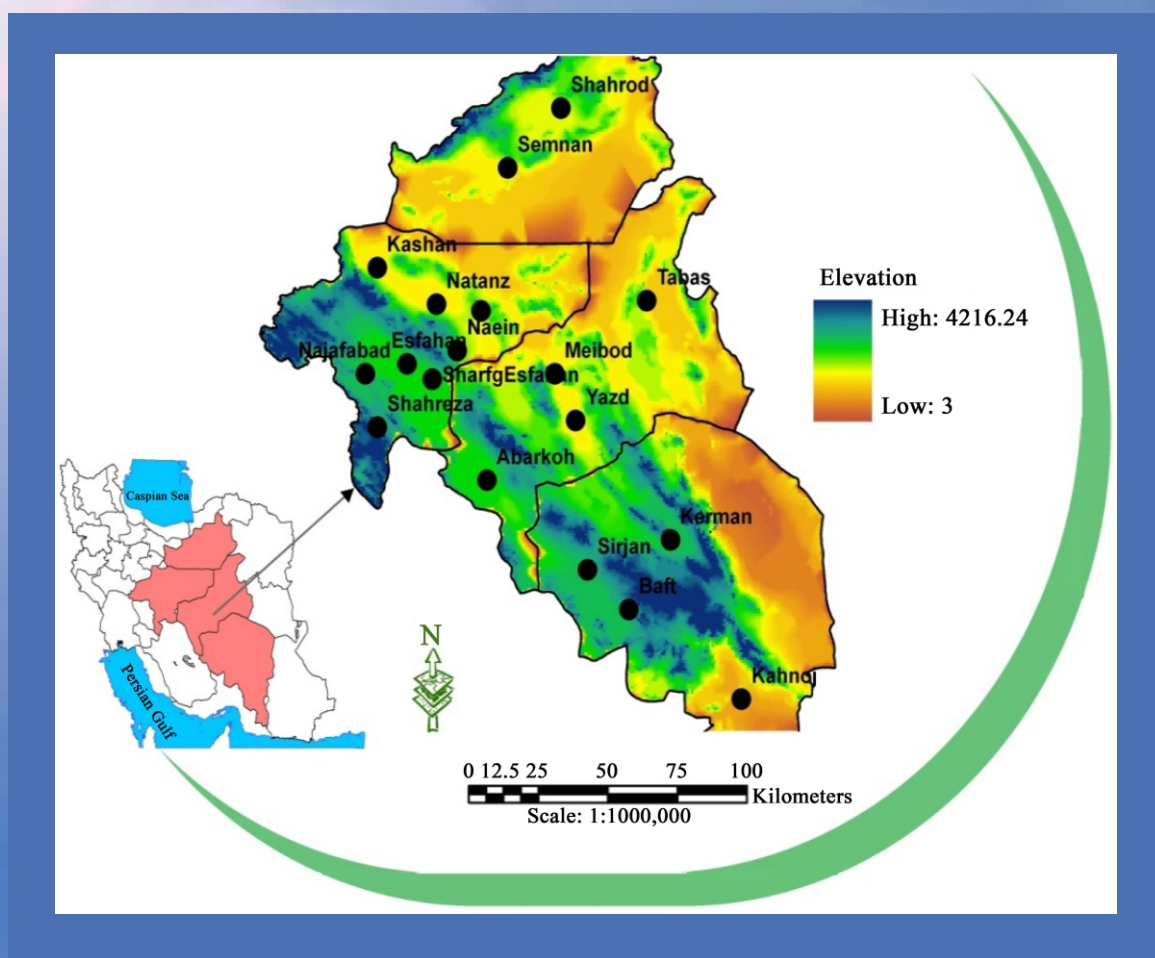 Shahrod
Semnan
Kashan
Natanz
Tabas
Naein
Esfahan
Najafabad
Meibod
SharfgEsfahan
Shahreza
Yazd
Abarkoh
Kerman
Sirjan
Baft
Kahnoj
Elevation
High: 4216.24
Low: 3
Caspian Sea
Persian Gulf
N
0 12.5 25 50 75 100
Kilometers
Scale: 1:1000,000